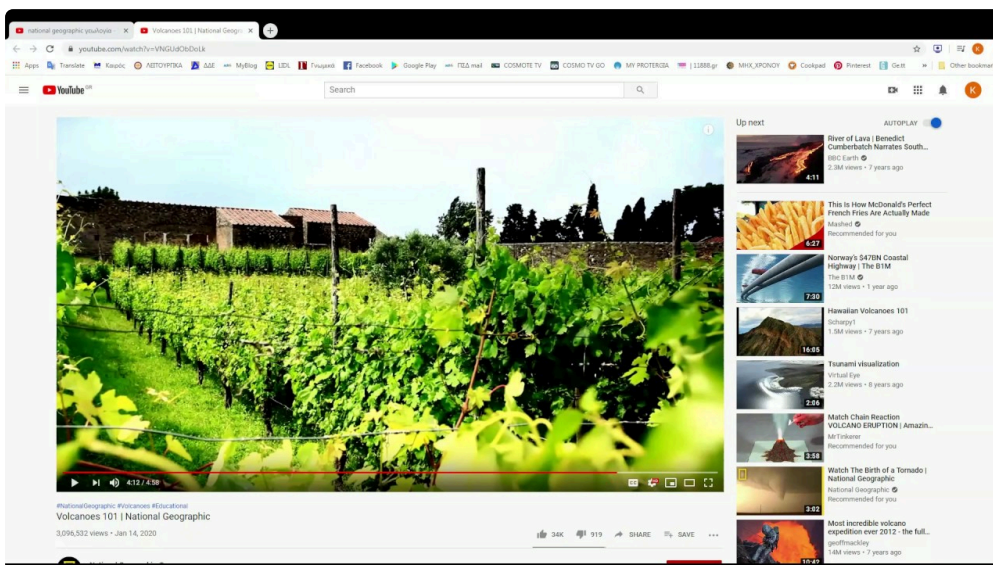 national geographic γεωλογια -
Volcanoes 101 | National Geogra
youtube.com/watch?v=VNGUdObDoLk
Apps Translate Καιρός ΛΕΙΤΟΥΡΓΙΚΑ ΔΔΕ MyBlog Γνωμικά Facebook Google Play ΠΣΔ mail COSMOTE TV COSMO TV GO MY PROTERGIA 11888.gr ΜΗΧ_ΧΡΟΝΟΥ Cookpad Pinterest Ge.tt » Other bookmar
YouTube GR
Search
K
4:12 / 4:58
#NationalGeographic #Volcanoes #Educational
Volcanoes 101 | National Geographic
3,096,532 views • Jan 14, 2020
34K 919 SHARE SAVE
Up next AUTOPLAY
River of Lava | Benedict
Cumberbatch Narrates South...
BBC Earth
2.3M views • 7 years ago
4:11
This Is How McDonald's Perfect
French Fries Are Actually Made
Mashed
Recommended for you
6:27
Norway's $47BN Coastal
Highway | The B1M
The B1M
12M views • 1 year ago
7:30
Hawaiian Volcanoes 101
Scharpy1
1.5M views • 7 years ago
16:05
Tsunami visualization
Virtual Eye
2.2M views • 8 years ago
2:06
Match Chain Reaction
VOLCANO ERUPTION | Amazin...
MrTinkerer
Recommended for you
3:58
Watch The Birth of a Tornado |
National Geographic
National Geographic
Recommended for you
3:02
Most incredible volcano
expedition ever 2012 - the full...
geoffmackley
14M views • 7 years ago
10:42